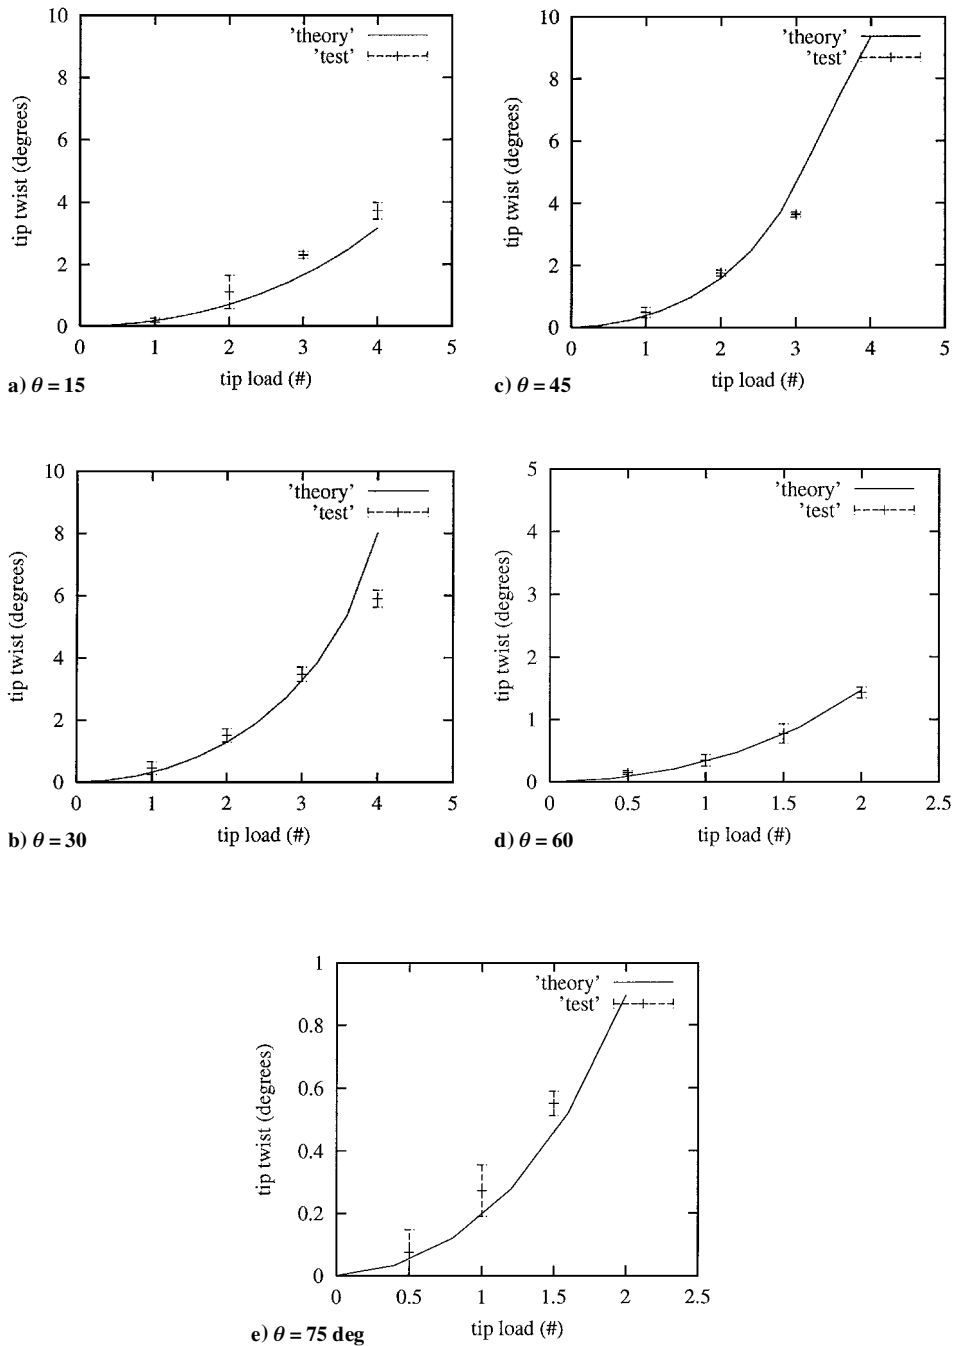 10
8
6
4
2
0
0 1 2 3 4 5
tip twist (degrees)
tip load (#)
'theory'
'test'
a) θ = 15
10
8
6
4
2
0
0 1 2 3 4 5
tip twist (degrees)
tip load (#)
'theory'
'test'
c) θ = 45
10
8
6
4
2
0
0 1 2 3 4 5
tip twist (degrees)
tip load (#)
'theory'
'test'
b) θ = 30
5
4
3
2
1
0
0 0.5 1 1.5 2 2.5
tip twist (degrees)
tip load (#)
'theory'
'test'
d) θ = 60
1
0.8
0.6
0.4
0.2
0
0 0.5 1 1.5 2 2.5
tip twist (degrees)
tip load (#)
'theory'
'test'
e) θ = 75 deg